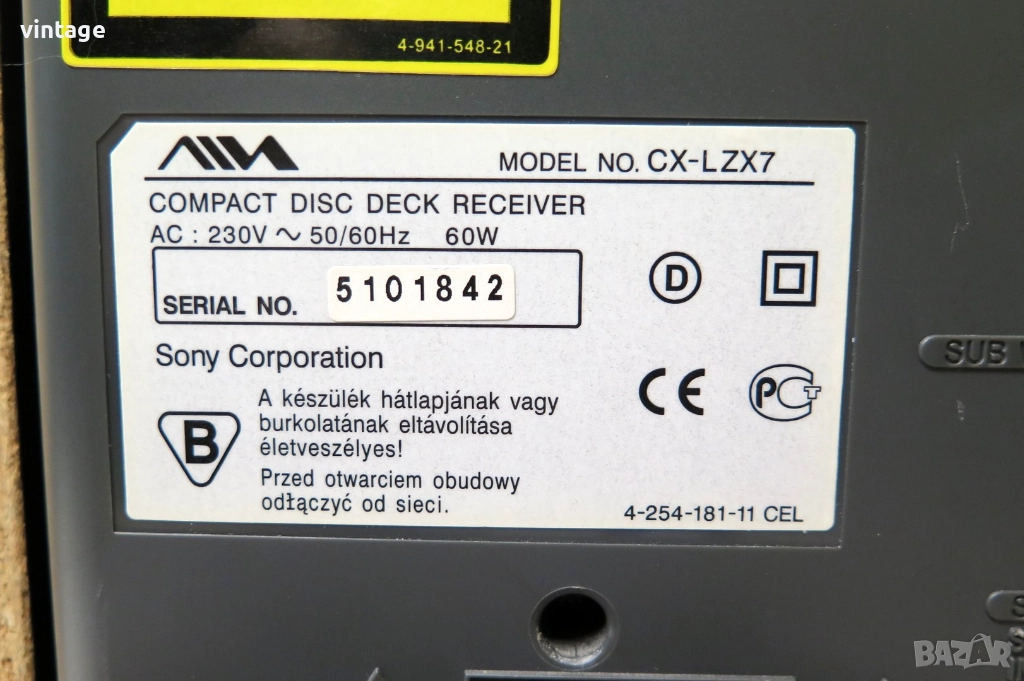 vintage
4-941-548-21
AIWA
MODEL NO. CX-LZX7
COMPACT DISC DECK RECEIVER
AC : 230V ∼ 50/60Hz 60W
SERIAL NO. 5101842
D
Sony Corporation
CE
PCT
B
A készülék hátlapjának vagy
burkolatának eltávolítása
életveszélyes!
Przed otwarciem obudowy
odłączyć od sieci.
4-254-181-11 CEL
SUB
BAZAR